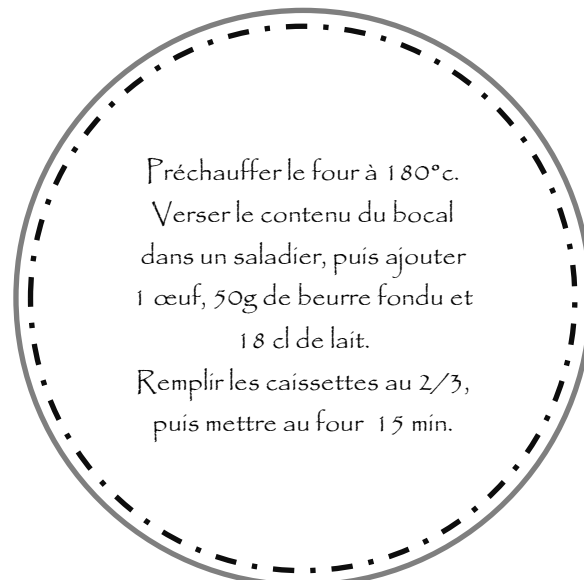 Préchauffer le four à 180°c.
Verser le contenu du bocal
dans un saladier, puis ajouter
1 œuf, 50g de beurre fondu et
18 cl de lait.
Remplir les caissettes au 2/3,
puis mettre au four 15 min.